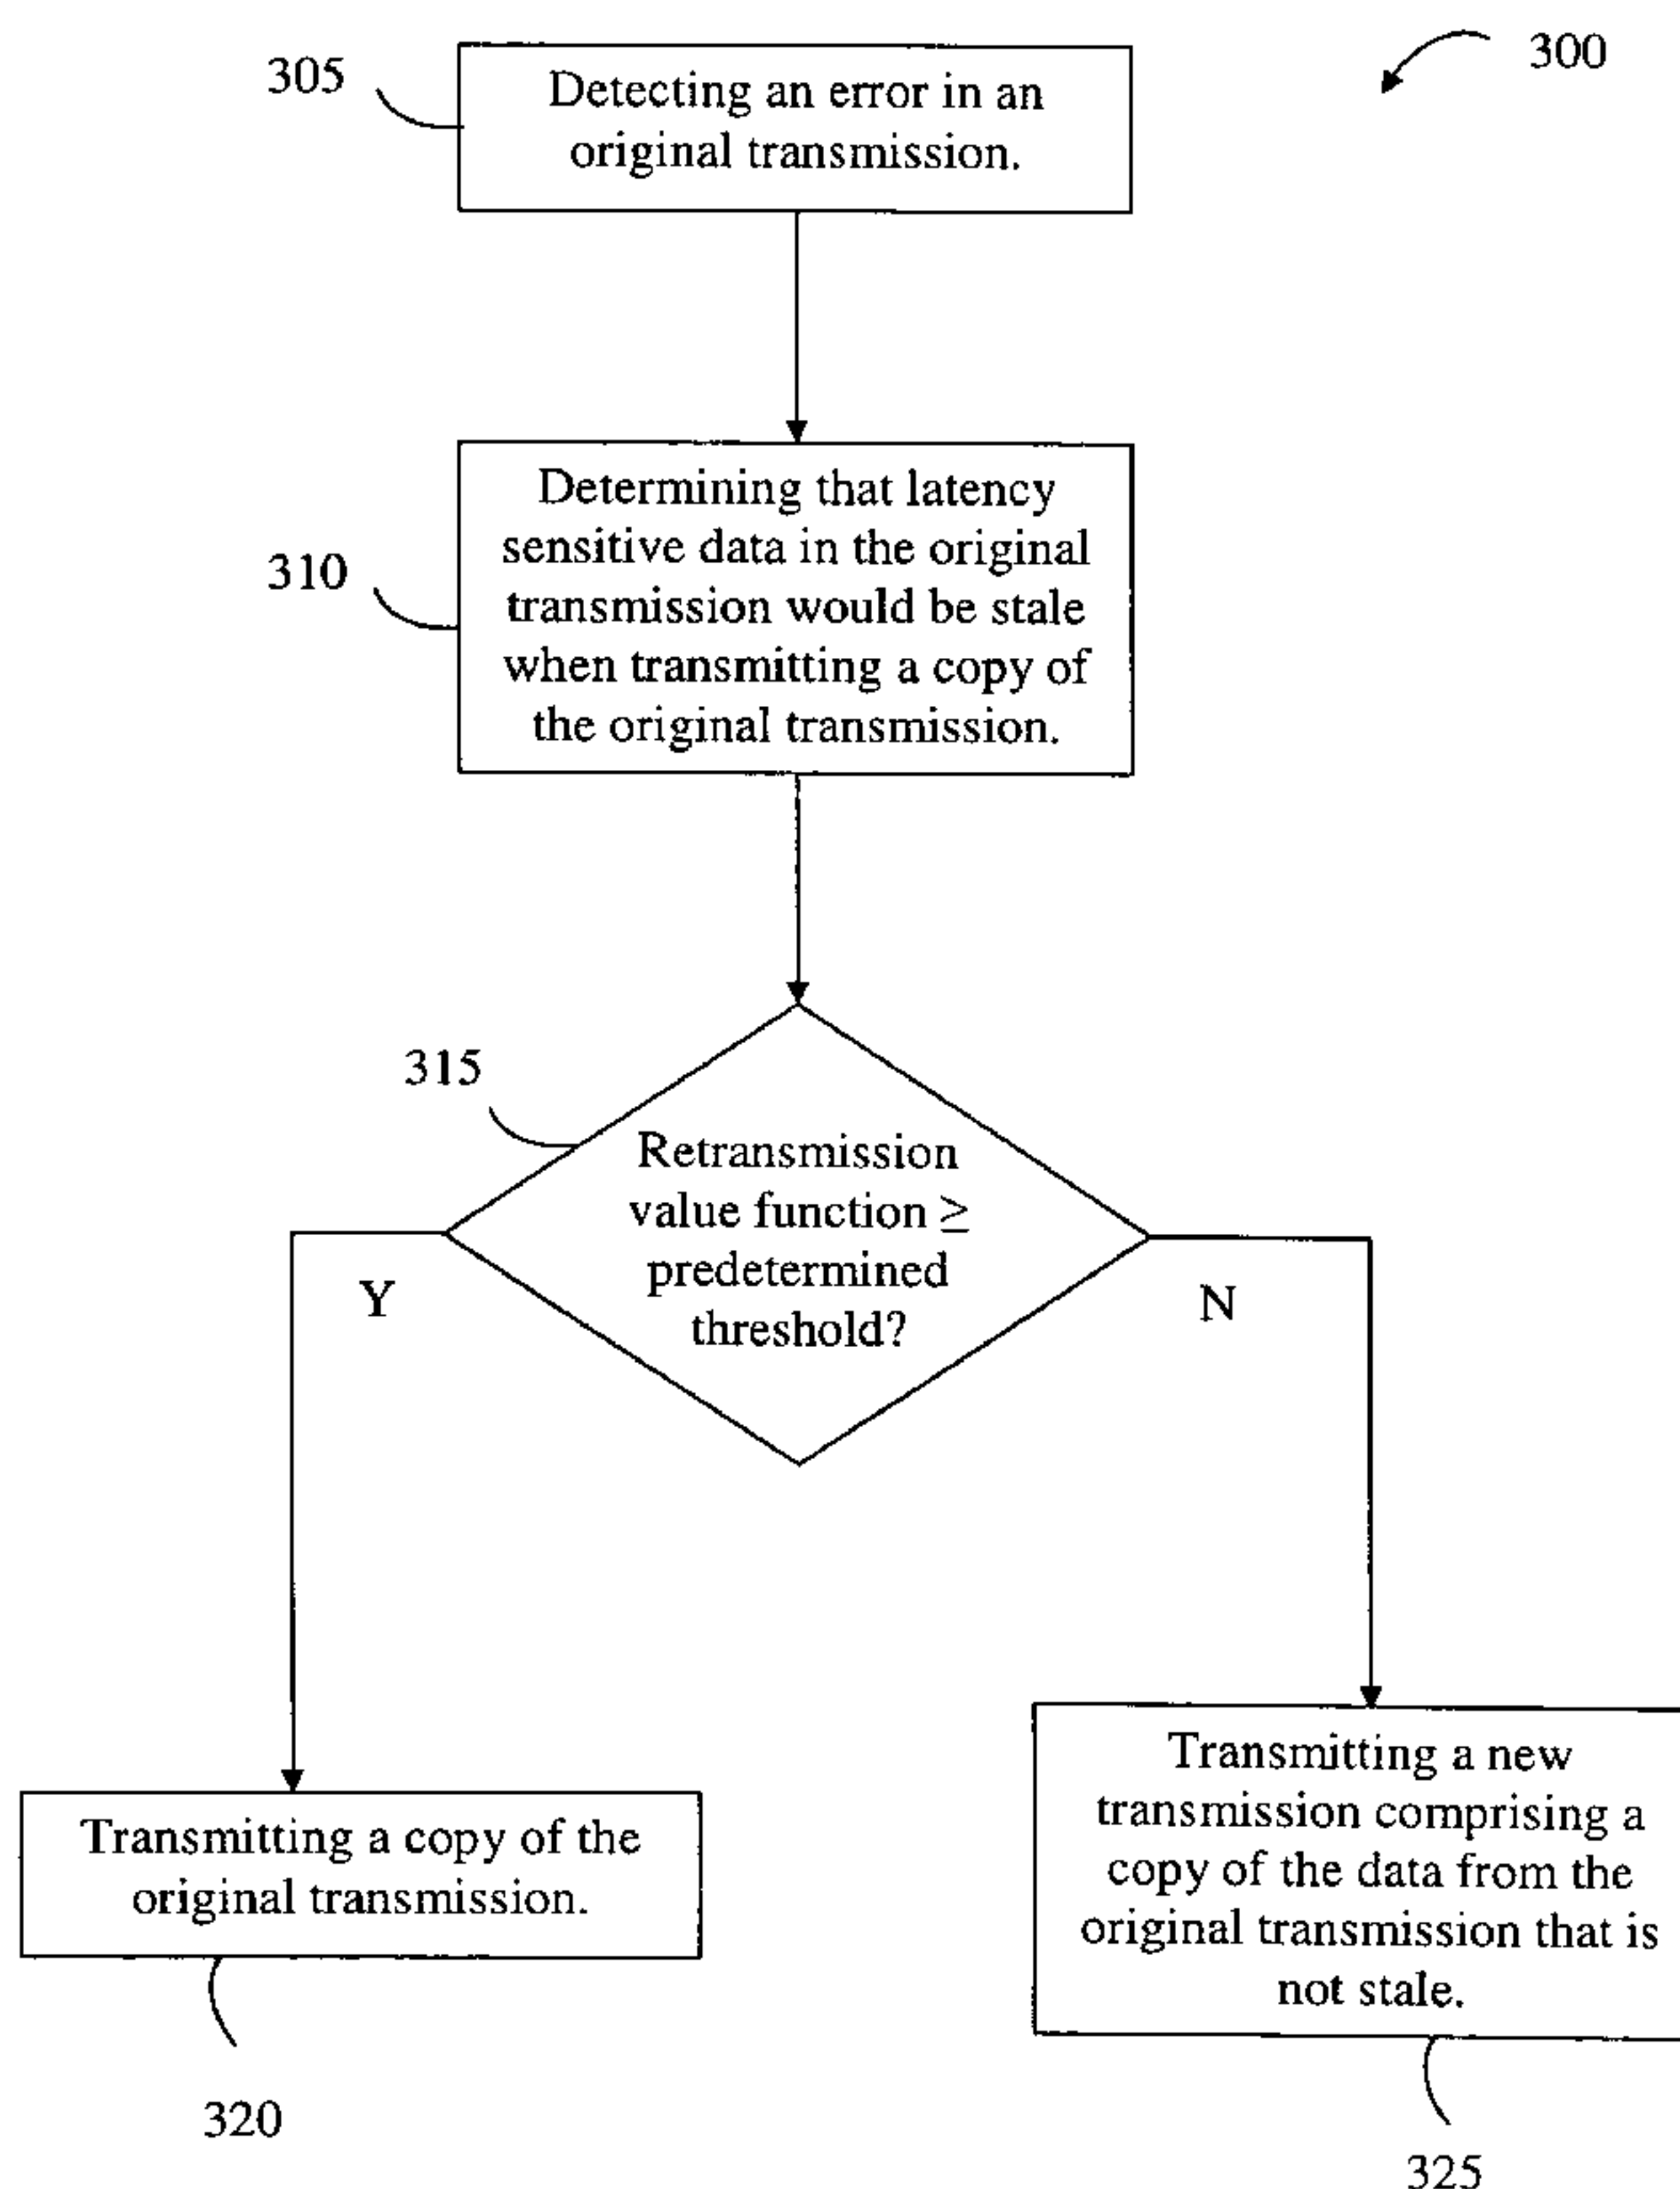 300
305
Detecting an error in an
original transmission.
310
Determining that latency
sensitive data in the original
transmission would be stale
when transmitting a copy of
the original transmission.
315
Retransmission
value function ≥
predetermined
threshold?
Y
N
Transmitting a copy of the
original transmission.
320
Transmitting a new
transmission comprising a
copy of the data from the
original transmission that is
not stale.
325